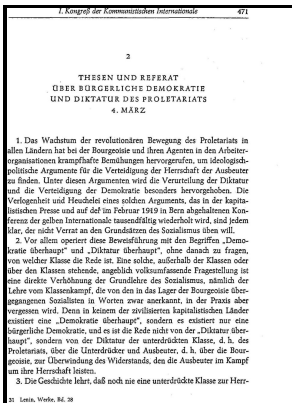 I. Kongreß der Kommunistischen Internationale 471
2
THESEN UND REFERAT
ÜBER BÜRGERLICHE DEMOKRATIE
UND DIKTATUR DES PROLETARIATS
4. MÄRZ
1. Das Wachstum der revolutionären Bewegung des Proletariats in
allen Ländern hat bei der Bourgeoisie und ihren Agenten in den Arbeiter-
organisationen krampfhafte Bemühungen hervorgerufen, um ideologisch-
politische Argumente für die Verteidigung der Herrschaft der Ausbeuter
zu finden. Unter diesen Argumenten wird die Verurteilung der Diktatur
und die Verteidigung der Demokratie besonders hervorgehoben. Die
Verlogenheit und Heuchelei eines solchen Arguments, das in der kapita-
listischen Presse und auf der im Februar 1919 in Bern abgehaltenen Kon-
ferenz der gelben Internationale tausendfältig wiederholt wird, sind jedem
klar, der nicht Verrat an den Grundsätzen des Sozialismus üben will.
2. Vor allem operiert diese Beweisführung mit den Begriffen „Demo-
kratie überhaupt" und „Diktatur überhaupt", ohne danach zu fragen,
von welcher Klasse die Rede ist. Eine solche, außerhalb der Klassen oder
über den Klassen stehende, angeblich volksumfassende Fragestellung ist
eine direkte Verhöhnung der Grundlehre des Sozialismus, nämlich der
Lehre vom Klassenkampf, die von den in das Lager der Bourgeoisie über-
gegangenen Sozialisten in Worten zwar anerkannt, in der Praxis aber
vergessen wird. Denn in keinem der zivilisierten kapitalistischen Länder
existiert eine „Demokratie überhaupt", sondern es existiert nur eine
bürgerliche Demokratie, und es ist die Rede nicht von der „Diktatur über-
haupt", sondern von der Diktatur der unterdrückten Klasse, d. h. des
Proletariats, über die Unterdrücker und Ausbeuter, d. h. über die Bour-
geoisie, zur Überwindung des Widerstands, den die Ausbeuter im Kampf
um ihre Herrschaft leisten.
3. Die Geschichte lehrt, daß noch nie eine unterdrückte Klasse zur Herr-
31 Lenin, Werke, Bd. 28